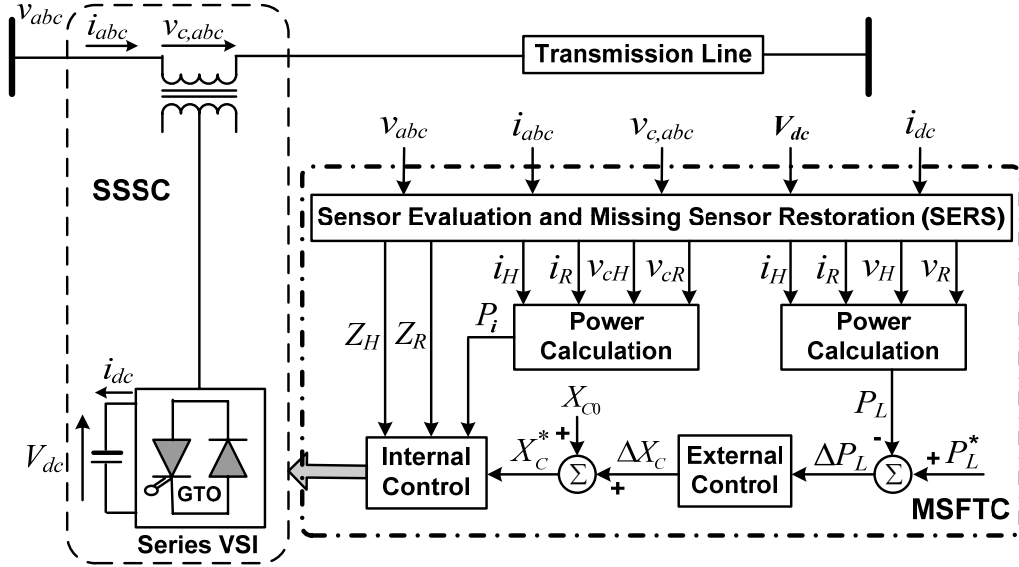 v_abc
i_abc
v_c,abc
Transmission Line
v_abc i_abc v_c,abc V_dc i_dc
SSSC
Sensor Evaluation and Missing Sensor Restoration (SERS)
i_H i_R v_cH v_cR i_H i_R v_H v_R
Z_H Z_R
P_i
Power
Calculation
Power
Calculation
i_dc
X_C0
P_L
V_dc
GTO
Internal
Control
X_C^*
+
Σ
+
ΔX_C
External
Control
ΔP_L
-
Σ
+
P_L^*
MSFTC
Series VSI